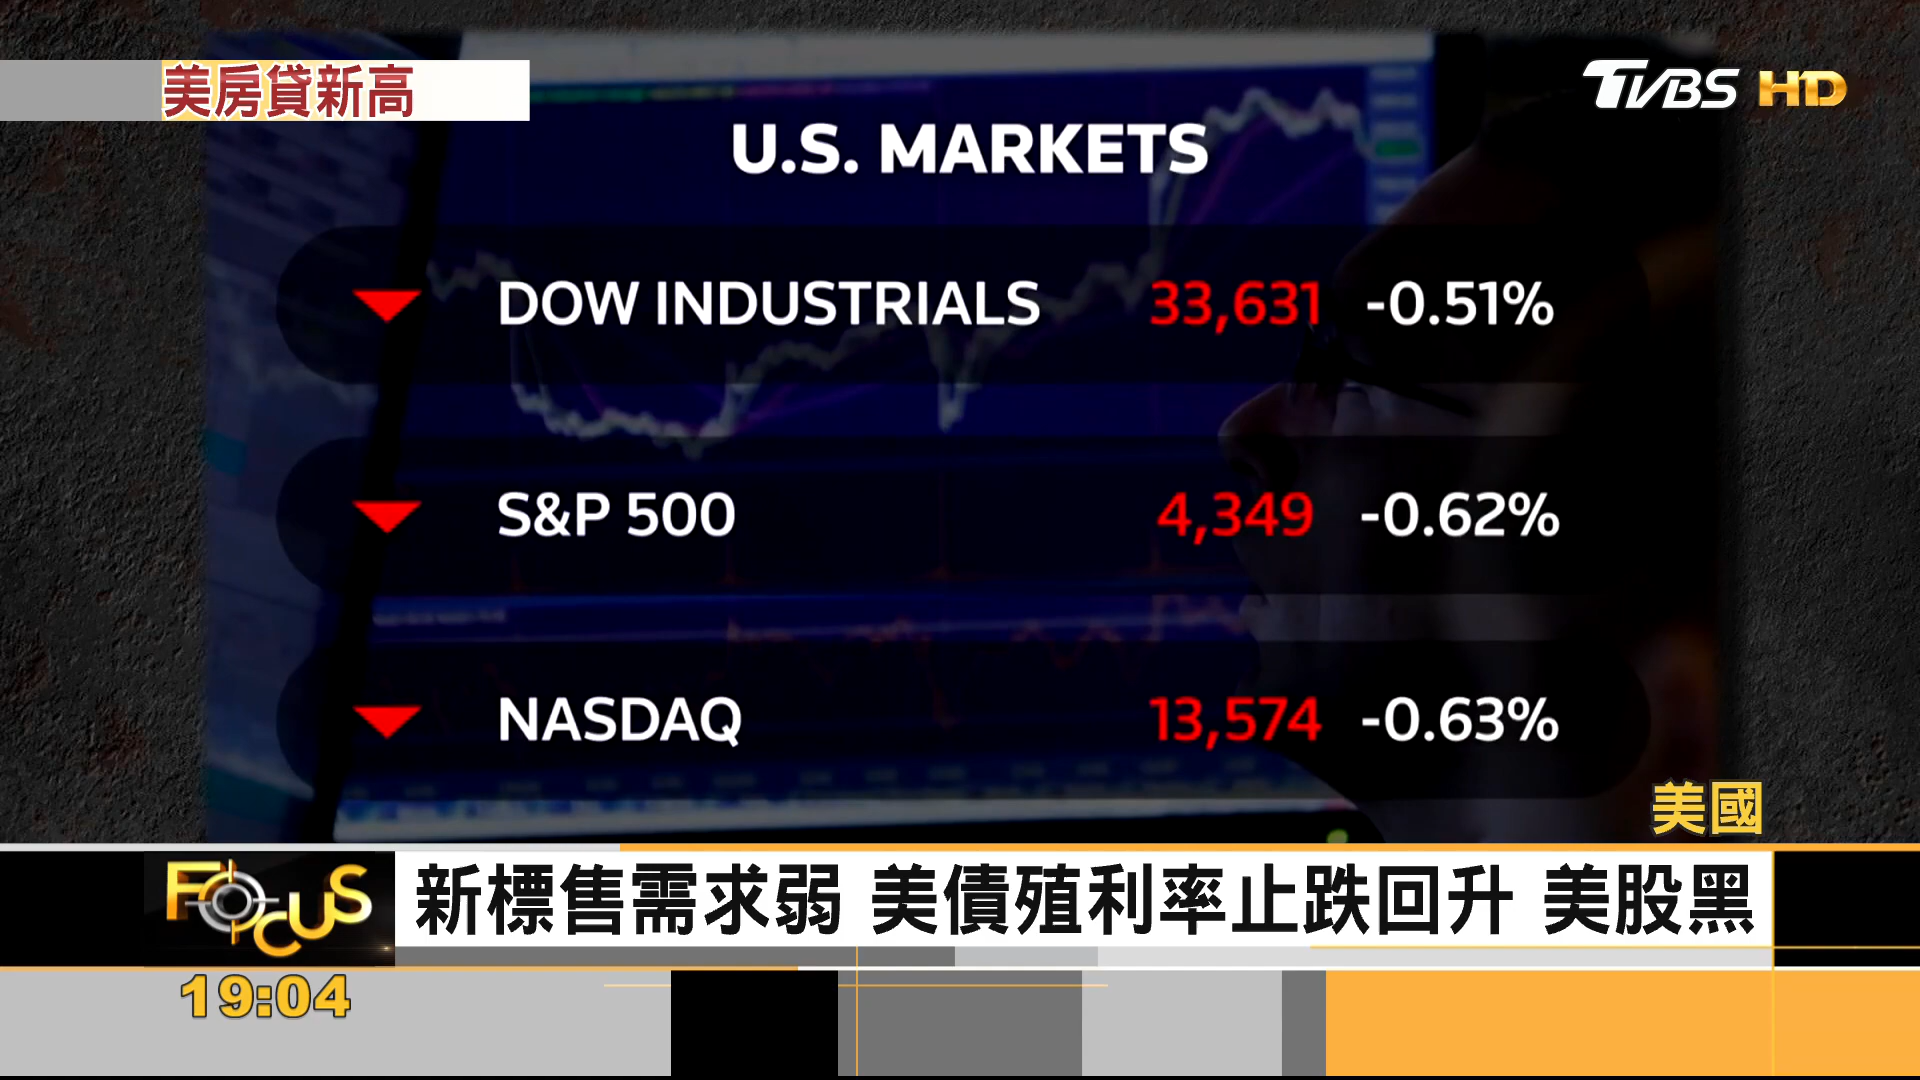 美房貸新高
TVBS HD
U.S. MARKETS
DOW INDUSTRIALS 33,631 -0.51%
S&P 500 4,349 -0.62%
NASDAQ 13,574 -0.63%
美國
FOCUS
新標售需求弱 美債殖利率止跌回升 美股黑
19:04